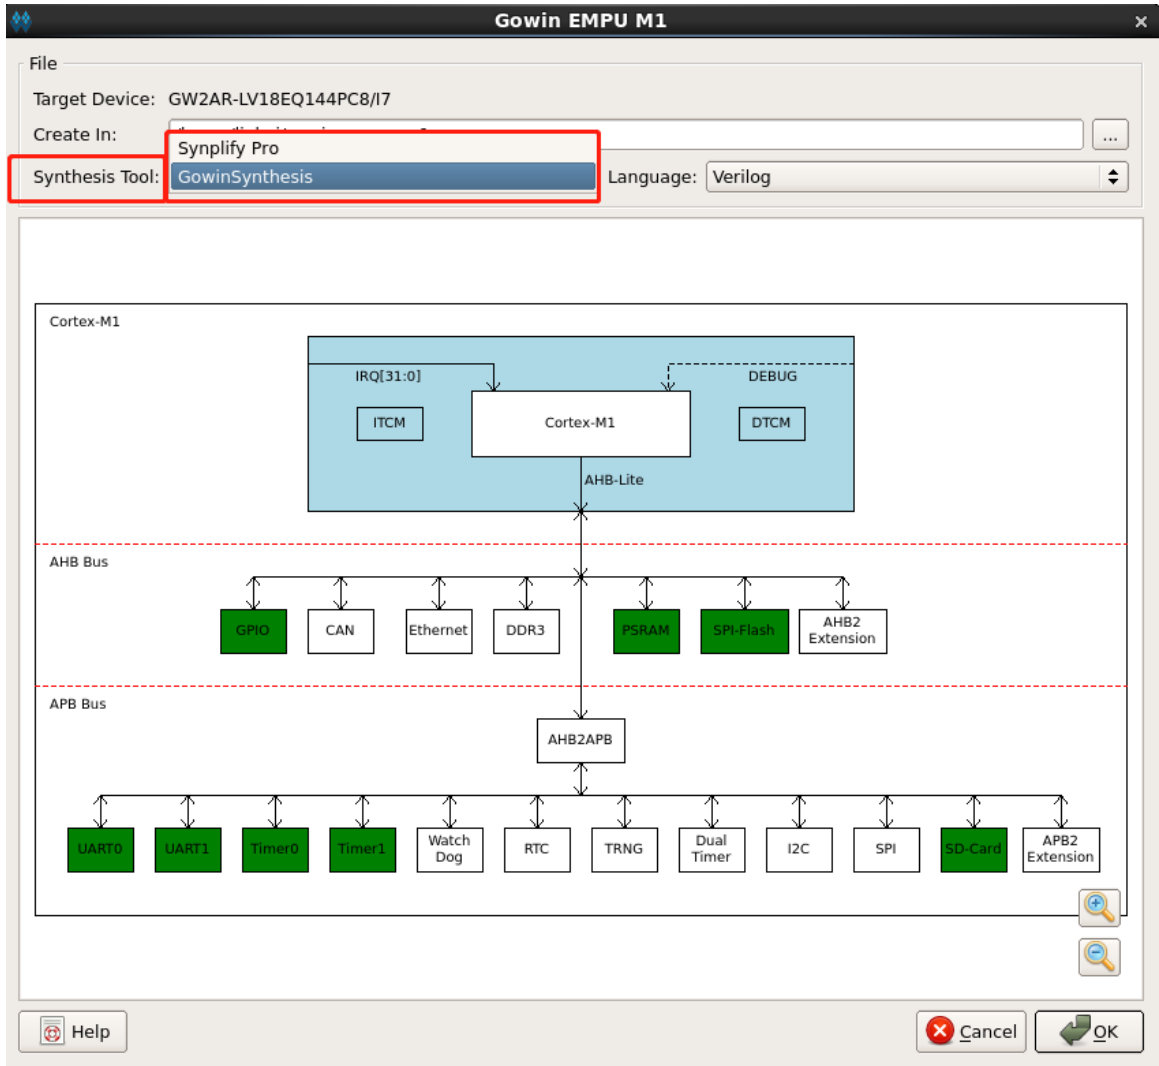 Gowin EMPU M1
File
Target Device: GW2AR-LV18EQ144PC8/I7
Create In:
...
Synplify Pro
Synthesis Tool: GowinSynthesis Language: Verilog
Cortex-M1
IRQ[31:0] DEBUG
ITCM Cortex-M1 DTCM
AHB-Lite
AHB Bus
GPIO CAN Ethernet DDR3 PSRAM SPI-Flash AHB2
Extension
APB Bus
AHB2APB
UART0 UART1 Timer0 Timer1 Watch
Dog RTC TRNG Dual
Timer I2C SPI SD-Card APB2
Extension
Help Cancel OK